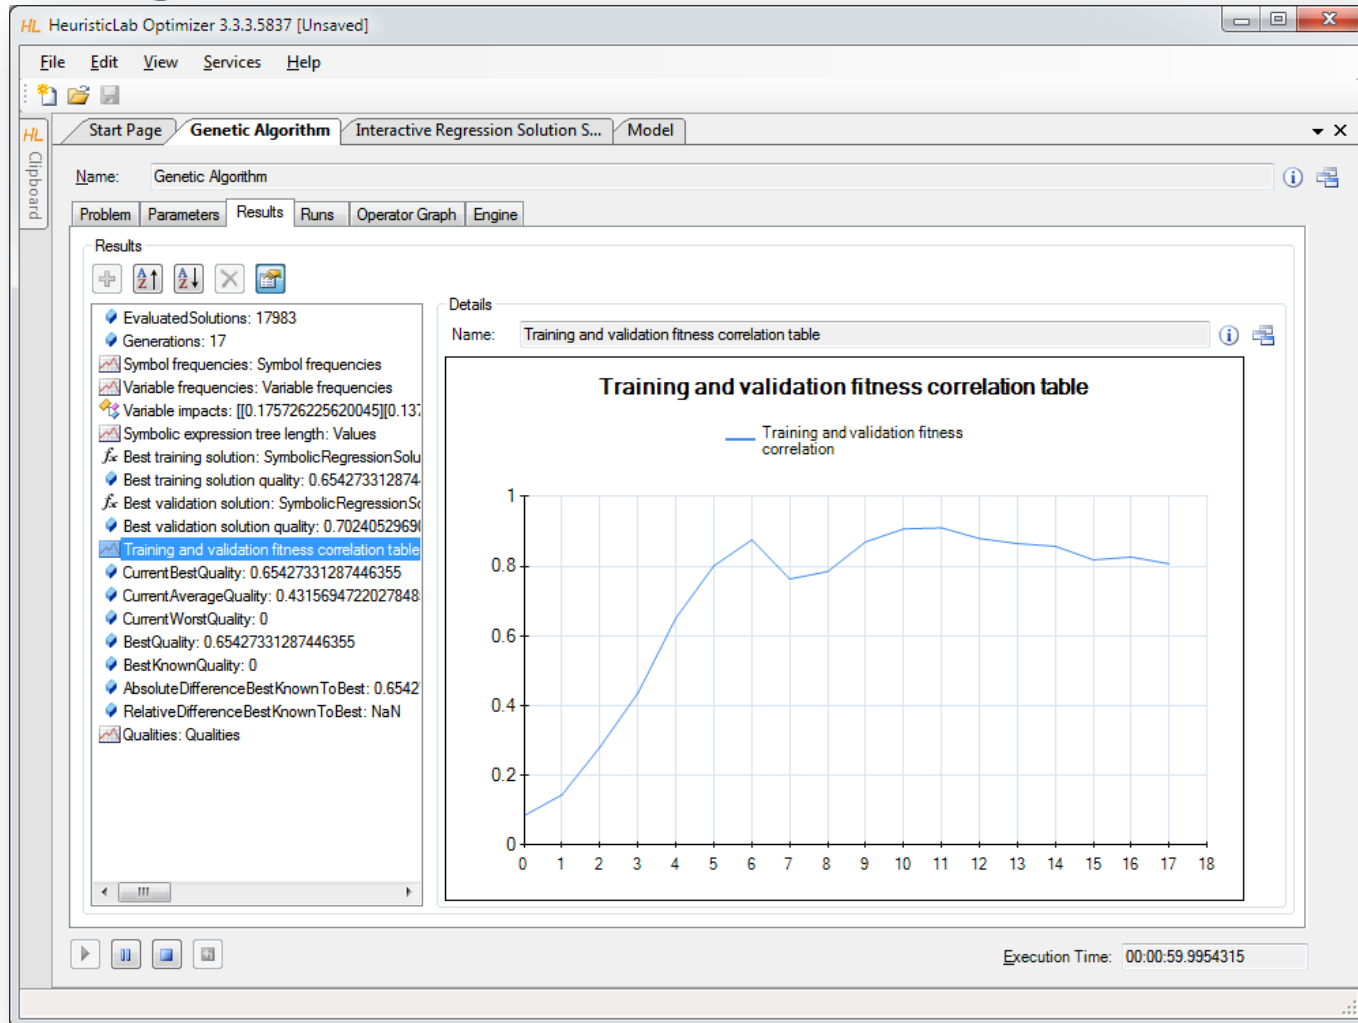 HL HeuristicLab Optimizer 3.3.3.5837 [Unsaved]
File Edit View Services Help
HL Clipboard
Start Page Genetic Algorithm Interactive Regression Solution S... Model
Name: Genetic Algorithm
Problem Parameters Results Runs Operator Graph Engine
Results
EvaluatedSolutions: 17983
Generations: 17
Symbol frequencies: Symbol frequencies
Variable frequencies: Variable frequencies
Variable impacts: [[0.175726225620045][0.137
Symbolic expression tree length: Values
Best training solution: SymbolicRegressionSolu
Best training solution quality: 0.6542733128744
Best validation solution: SymbolicRegressionSo
Best validation solution quality: 0.7024052969
Training and validation fitness correlation table
CurrentBestQuality: 0.65427331287446355
CurrentAverageQuality: 0.4315694722027848
CurrentWorstQuality: 0
BestQuality: 0.65427331287446355
BestKnownQuality: 0
AbsoluteDifferenceBestKnownToBest: 0.6542
RelativeDifferenceBestKnownToBest: NaN
Qualities: Qualities
Details
Name: Training and validation fitness correlation table
Training and validation fitness correlation table
Training and validation fitness
correlation
1
0.8
0.6
0.4
0.2
0
0 1 2 3 4 5 6 7 8 9 10 11 12 13 14 15 16 17 18
Execution Time: 00:00:59.9954315